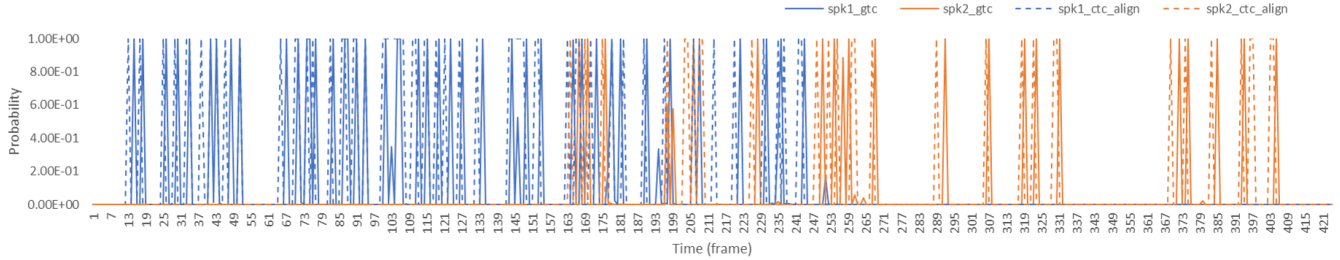 spk1_gtc spk2_gtc spk1_ctc_align spk2_ctc_align
1.00E+00
8.00E-01
6.00E-01
4.00E-01
2.00E-01
0.00E+00
Probability
1 7 13 19 25 31 37 43 49 55 61 67 73 79 85 91 97 103 109 115 121 127 133 139 145 151 157 163 169 175 181 187 193 199 205 211 217 223 229 235 241 247 253 259 265 271 277 283 289 295 301 307 313 319 325 331 337 343 349 355 361 367 373 379 385 391 397 403 409 415 421
Time (frame)